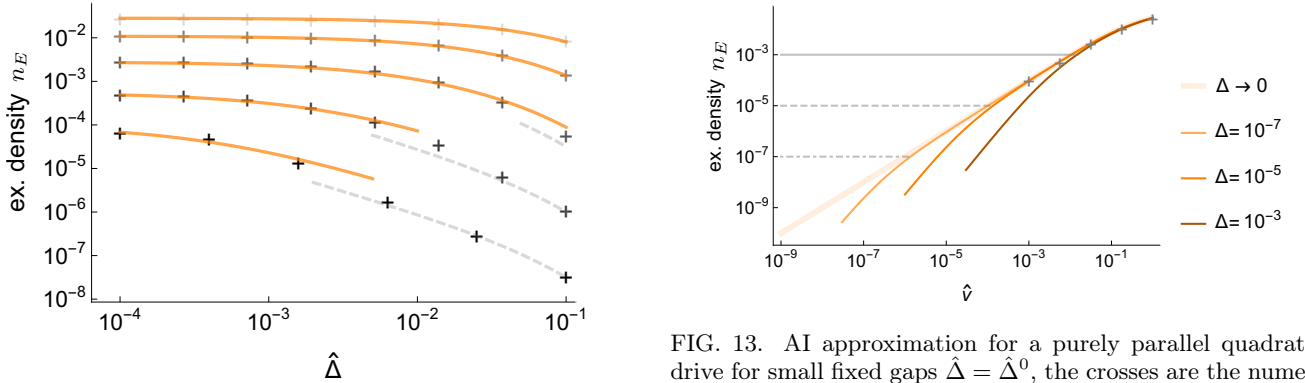 10⁻²
10⁻³
10⁻⁴
10⁻⁵
10⁻⁶
10⁻⁷
10⁻⁸
ex. density n_E
10⁻⁴
10⁻³
10⁻²
10⁻¹
Δ̂
10⁻³
10⁻⁵
10⁻⁷
10⁻⁹
ex. density n_E
10⁻⁹
10⁻⁷
10⁻⁵
10⁻³
10⁻¹
v̂
Δ → 0
Δ= 10⁻⁷
Δ= 10⁻⁵
Δ= 10⁻³
FIG. 13. AI approximation for a purely parallel quadrat
drive for small fixed gaps Δ̂ = Δ̂⁰, the crosses are the nume